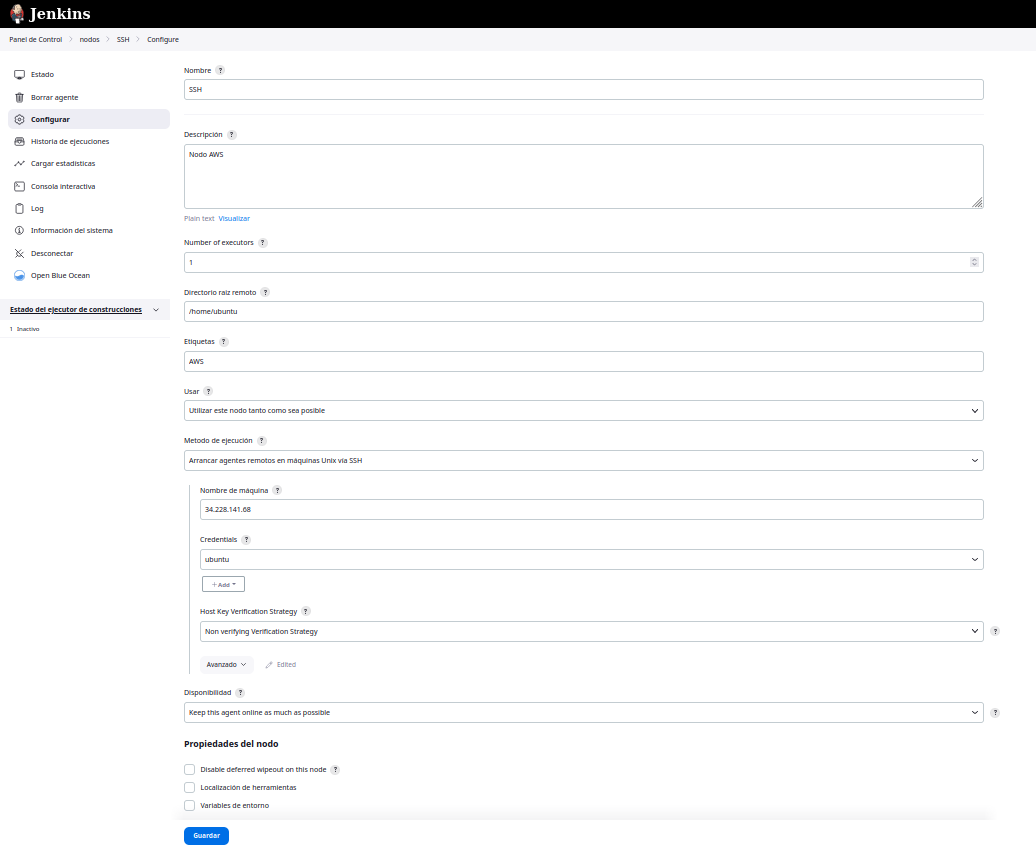 Jenkins
Panel de Control > nodos > SSH > Configure
Estado
Borrar agente
Configurar
Historia de ejecuciones
Cargar estadísticas
Consola interactiva
Log
Información del sistema
Desconectar
Open Blue Ocean
Estado del ejecutor de construcciones
1 Inactivo
Nombre ?
SSH
Descripción ?
Nodo AWS
Plain text Visualizar
Number of executors ?
1
Directorio raiz remoto ?
/home/ubuntu
Etiquetas ?
AWS
Usar ?
Utilizar este nodo tanto como sea posible
Metodo de ejecución ?
Arrancar agentes remotos en máquinas Unix vía SSH
Nombre de máquina ?
34.228.141.68
Credentials ?
ubuntu
+ Add
Host Key Verification Strategy ?
Non verifying Verification Strategy ?
Avanzado Edited
Disponibilidad ?
Keep this agent online as much as possible ?
Propiedades del nodo
Disable deferred wipeout on this node ?
Localización de herramientas
Variables de entorno
Guardar